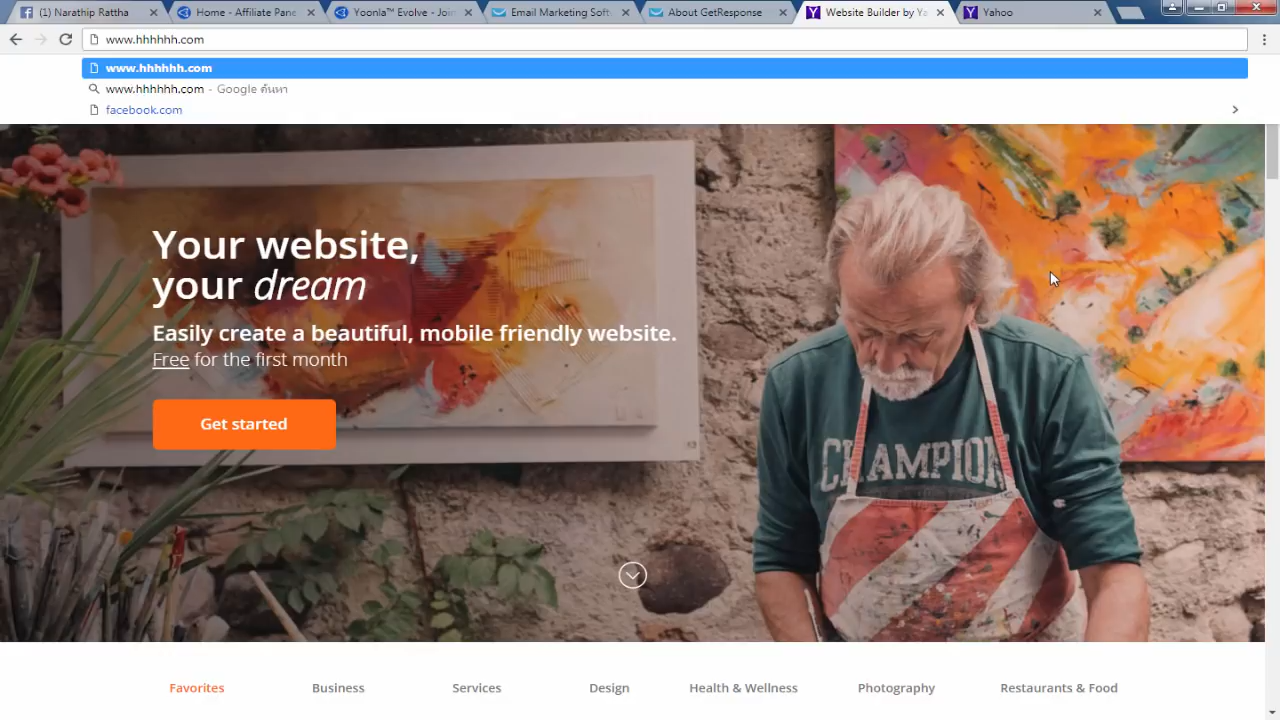 (1) Narathip Rattha
Home - Affiliate Pane
Yoonla™ Evolve - Join
Email Marketing Soft
About GetResponse
Website Builder by Ya
Yahoo
www.hhhhhh.com
www.hhhhhh.com
www.hhhhhh.com - Google ค้นหา
facebook.com
Your website,
your dream
Easily create a beautiful, mobile friendly website.
Free for the first month
Get started
CHAMPION
Favorites
Business
Services
Design
Health & Wellness
Photography
Restaurants & Food